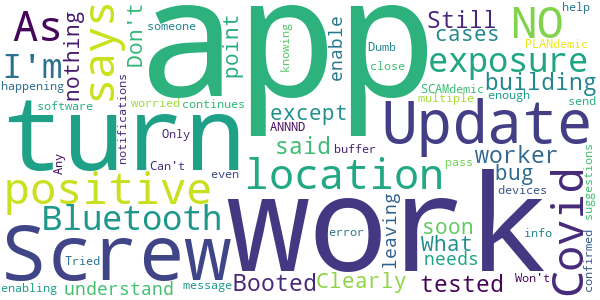 As
says
nothing
Don't
app
someone
point
knowing
enable
Dumb
close
Still
cases
NO
help
PLANdemic
I'm
happening
software
turn
notifications
worried
continues
Only
except
ANNND
exposure
building
SCAMdemic
multiple
enough
send
Update
positive
Any
Can't
said
buffer
worker
bug
pass
devices
suggestions
Covid
even
location
Bluetooth
Screw
work
leaving
soon
What
needs
info
confirmed
Tried
error
enabling
understand
message
Booted
Clearly
tested
Won't